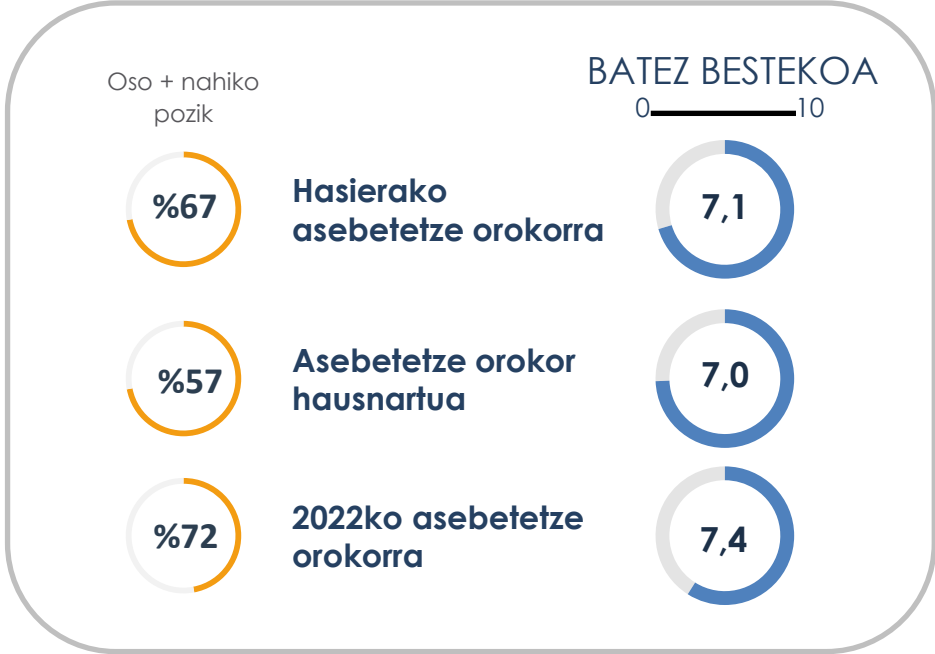 Oso + nahiko
pozik
BATEZ BESTEKOA
0 10
%67
Hasierako
asebetetze orokorra
7,1
%57
Asebetetze orokor
hausnartua
7,0
%72
2022ko asebetetze
orokorra
7,4